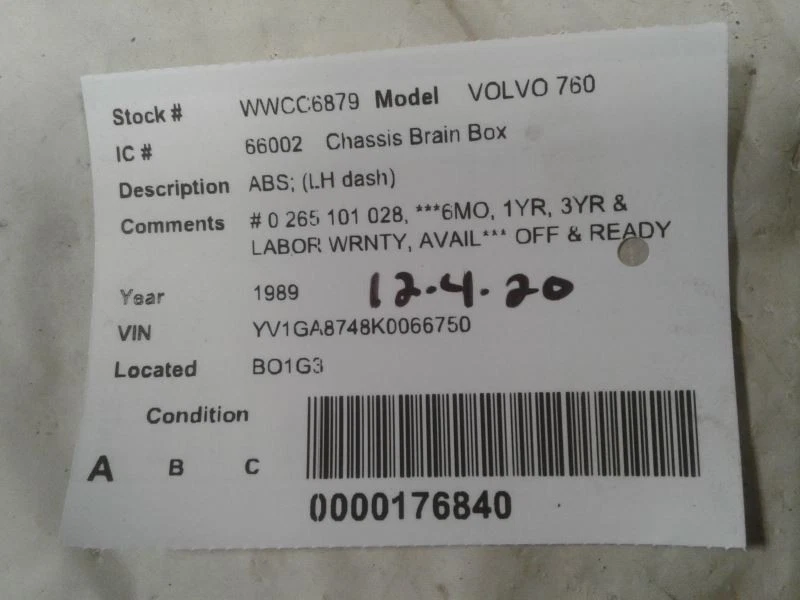 Stock # WWCC6879 Model VOLVO 760
IC # 66002 Chassis Brain Box
Description ABS; (LH dash)
Comments # 0 265 101 028, ***6MO, 1YR, 3YR &
LABOR WRNTY, AVAIL*** OFF & READY
Year 1989 12.4.20
VIN YV1GA8748K0066750
Located BO1G3
Condition
A B C
0000176840